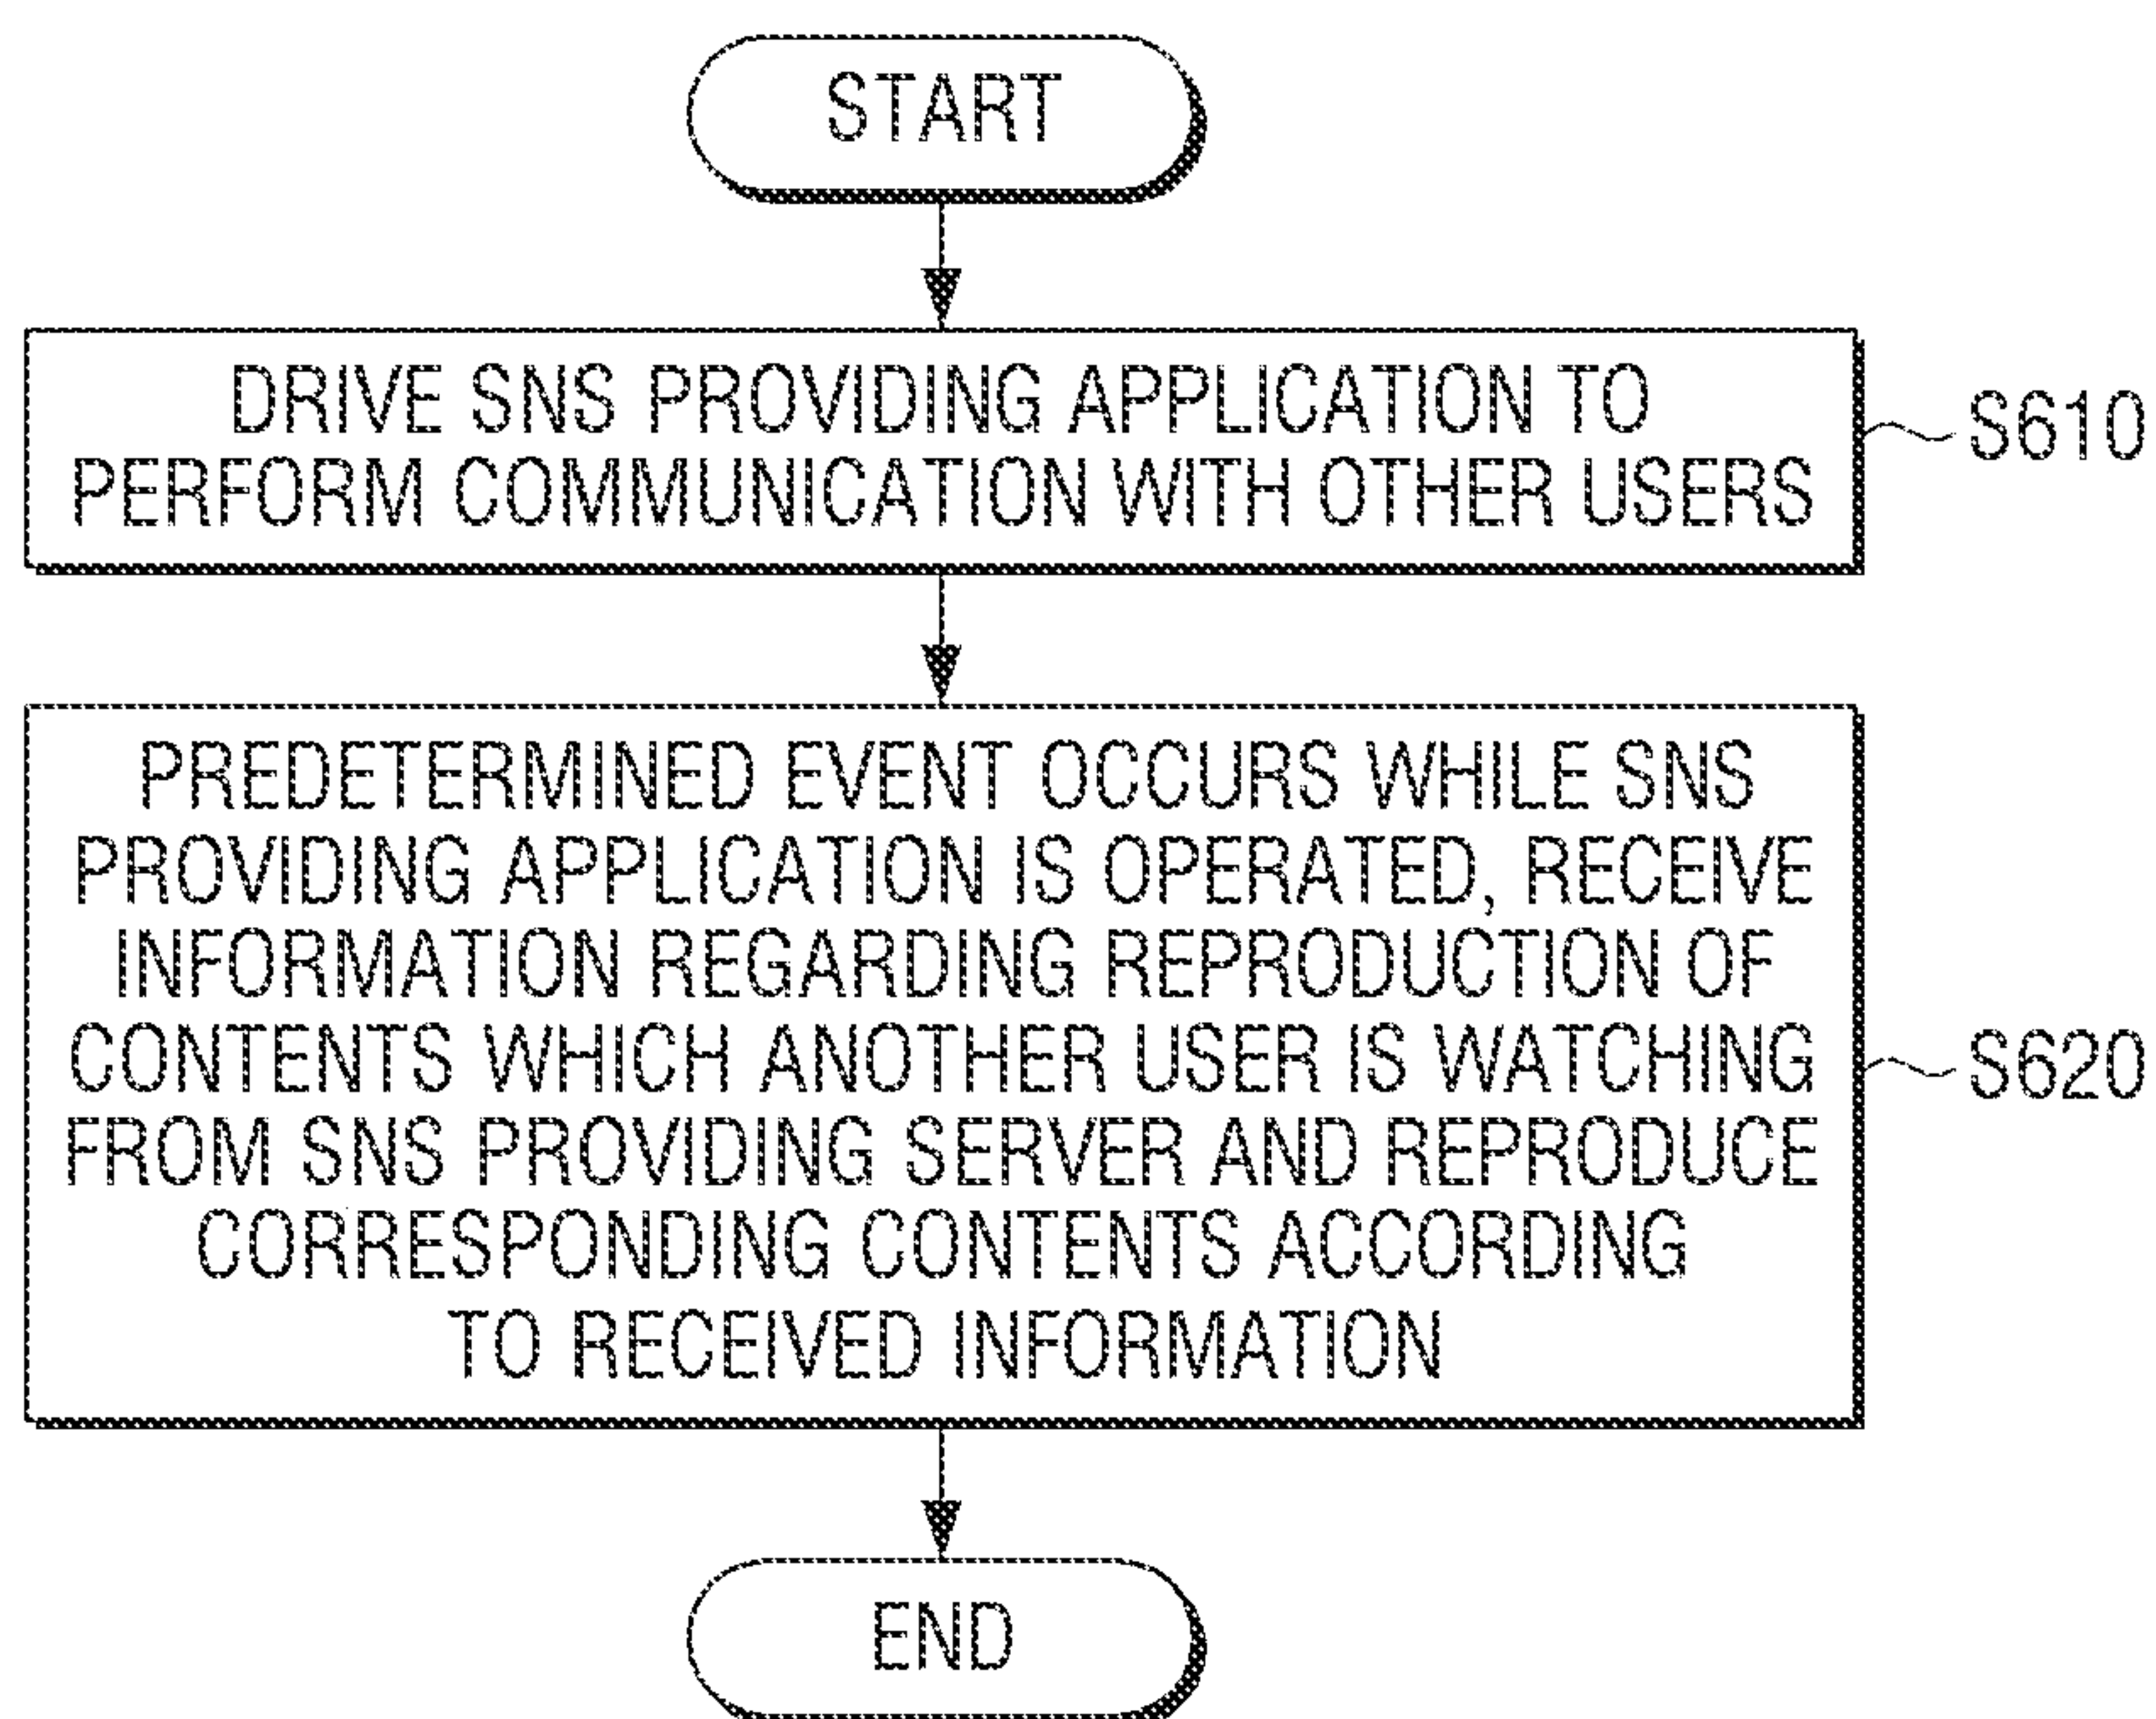 START
DRIVE SNS PROVIDING APPLICATION TO
PERFORM COMMUNICATION WITH OTHER USERS
S610
PREDETERMINED EVENT OCCURS WHILE SNS
PROVIDING APPLICATION IS OPERATED, RECEIVE
INFORMATION REGARDING REPRODUCTION OF
CONTENTS WHICH ANOTHER USER IS WATCHING
FROM SNS PROVIDING SERVER AND REPRODUCE
CORRESPONDING CONTENTS ACCORDING
TO RECEIVED INFORMATION
S620
END